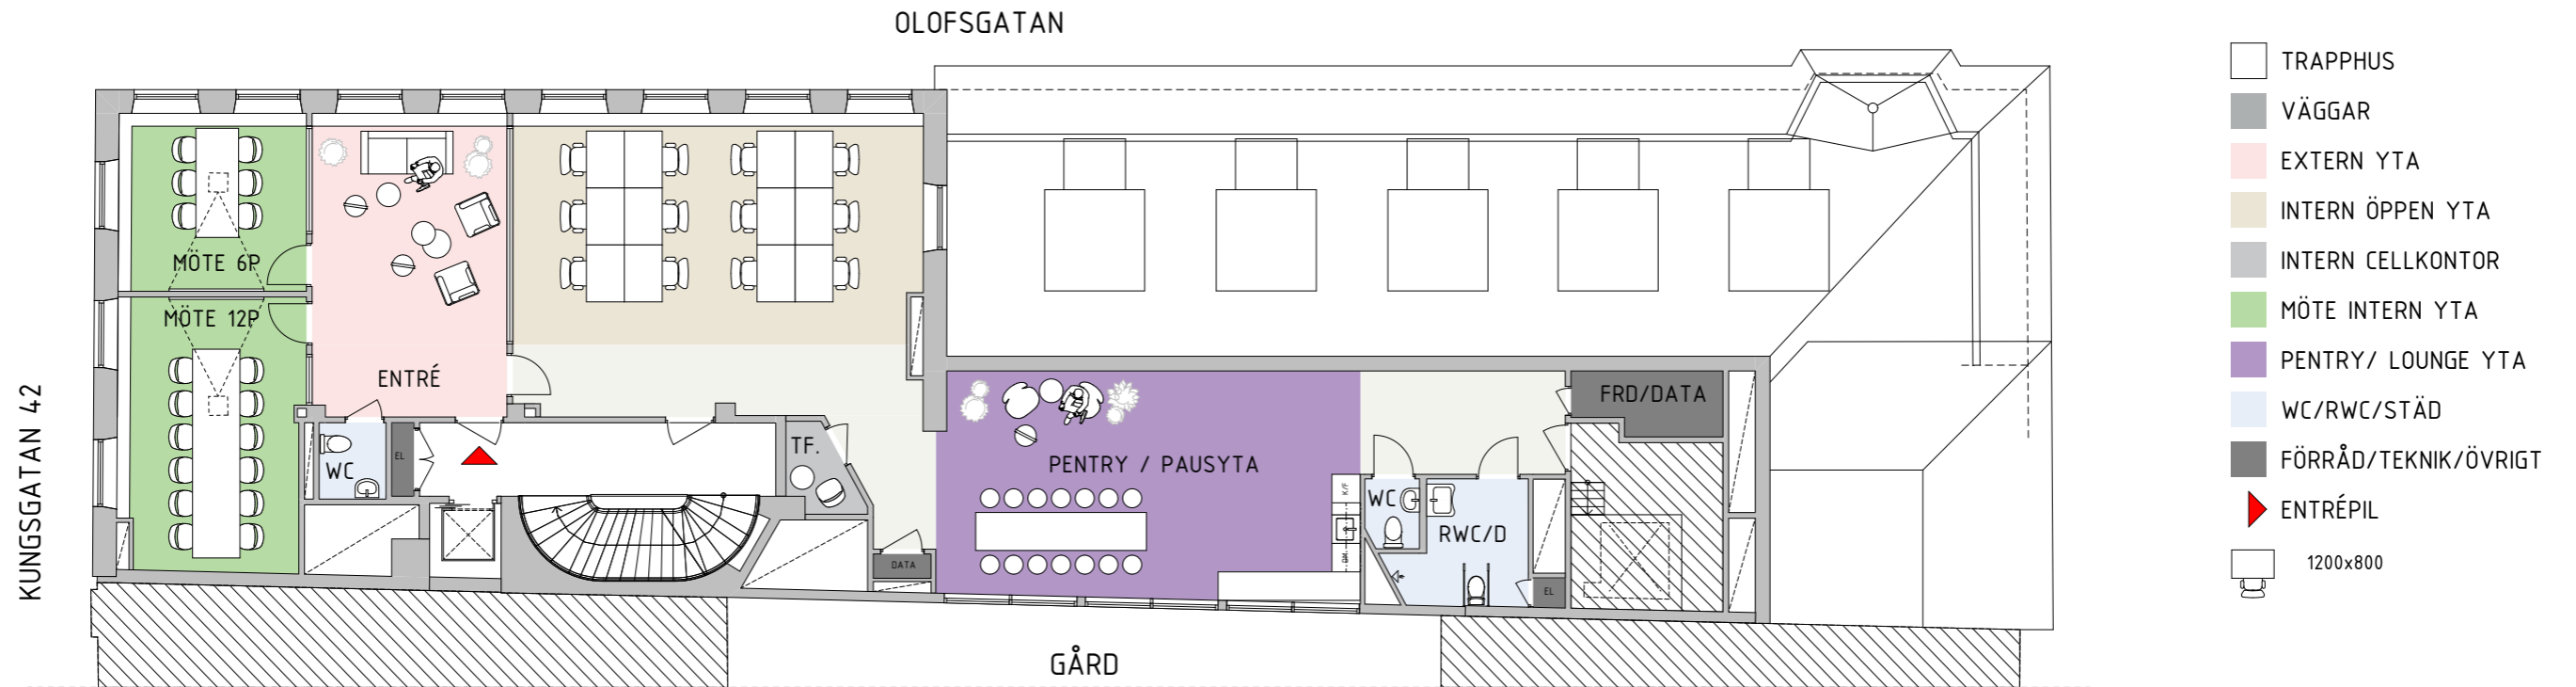 OLOFSGATAN
TRAPPHUS
VÄGGAR
EXTERN YTA
INTERN ÖPPEN YTA
INTERN CELLKONTOR
MÖTE INTERN YTA
PENTRY/ LOUNGE YTA
WC/RWC/STÄD
FÖRRÅD/TEKNIK/ÖVRIGT
ENTRÉPIL
1200x800
KUNGSGATAN 42
MÖTE 6P
MÖTE 12P
ENTRÉ
WC
EL
TF.
DATA
PENTRY / PAUSYTA
K/F
DM
WC
RWC/D
EL
FRD/DATA
GÅRD